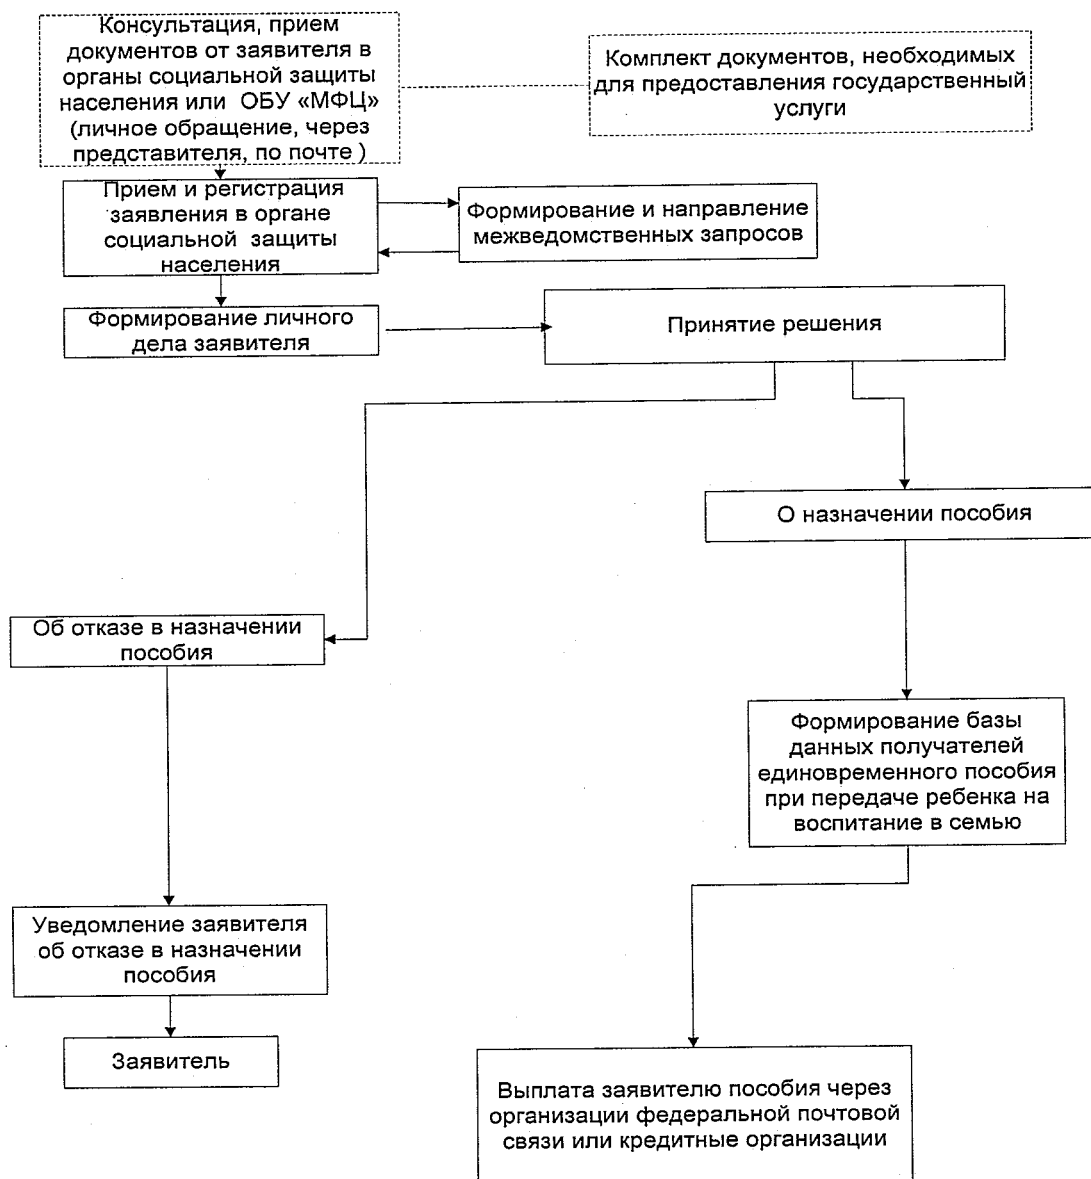 Консультация, прием
документов от заявителя в
органы социальной защиты
населения или ОБУ «МФЦ»
(личное обращение, через
представителя, по почте )
Комплект документов, необходимых
для предоставления государственный
услуги
Прием и регистрация
заявления в органе
социальной защиты
населения
Формирование и направление
межведомственных запросов
Формирование личного
дела заявителя
Принятие решения
О назначении пособия
Об отказе в назначении
пособия
Формирование базы
данных получателей
единовременного пособия
при передаче ребенка на
воспитание в семью
Уведомление заявителя
об отказе в назначении
пособия
Заявитель
Выплата заявителю пособия через
организации федеральной почтовой
связи или кредитные организации